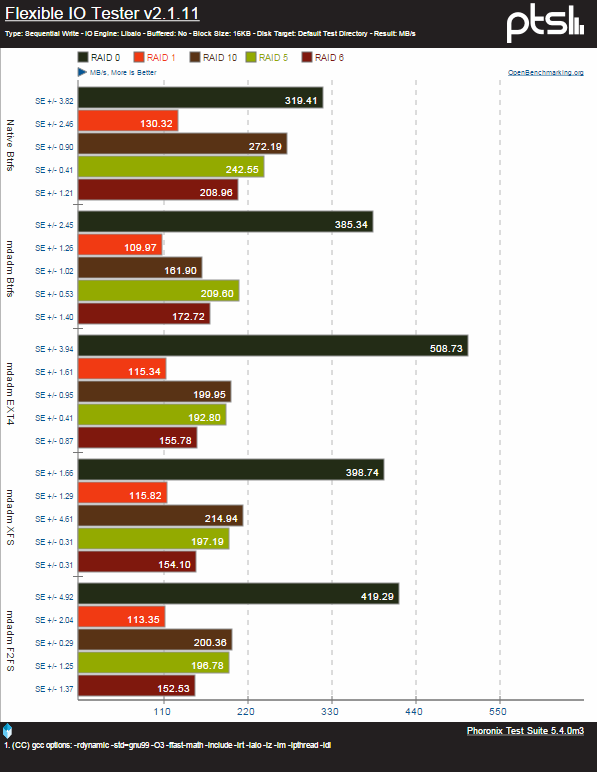 Flexible IO Tester v2.1.11
Type: Sequential Write - IO Engine: Libaio - Buffered: No - Block Size: 16KB - Disk Target: Default Test Directory - Result: MB/s
pts
RAID 0 RAID 1 RAID 10 RAID 5 RAID 6
MB/s, More is Better
OpenBenchmarking.org
Native Btrfs
SE +/- 3.82 319.41
SE +/- 2.46 130.32
SE +/- 0.90 272.19
SE +/- 0.41 242.55
SE +/- 1.21 208.96
mdadm Btrfs
SE +/- 2.45 385.34
SE +/- 1.26 109.97
SE +/- 1.02 161.90
SE +/- 0.53 209.60
SE +/- 1.40 172.72
mdadm EXT4
SE +/- 3.94 508.73
SE +/- 1.61 115.34
SE +/- 0.95 199.95
SE +/- 0.41 192.80
SE +/- 0.87 155.78
mdadm XFS
SE +/- 1.66 398.74
SE +/- 1.29 115.82
SE +/- 4.61 214.94
SE +/- 0.31 197.19
SE +/- 0.31 154.10
mdadm F2FS
SE +/- 4.92 419.29
SE +/- 2.04 113.35
SE +/- 0.29 200.36
SE +/- 1.25 196.78
SE +/- 1.37 152.53
110 220 330 440 550
Phoronix Test Suite 5.4.0m3
1. (CC) gcc options: -rdynamic -std=gnu99 -O3 -ffast-math -include -lrt -laio -lz -lm -lpthread -ldl